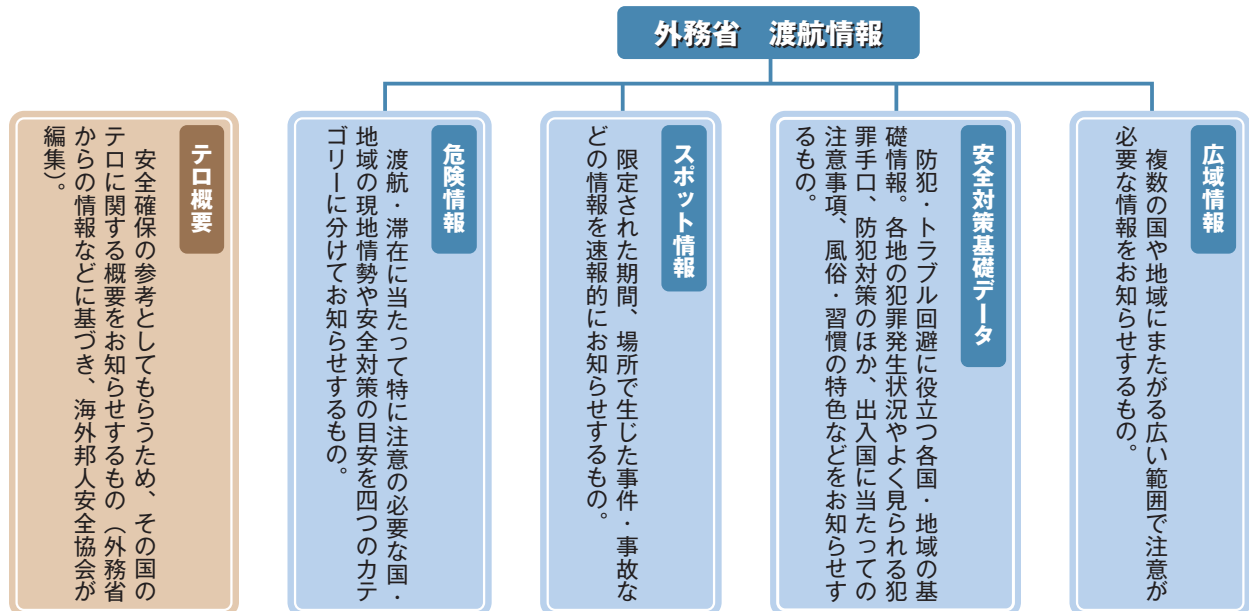 外務省　渡航情報
広域情報
　複数の国や地域にまたがる広い範囲で注意が
必要な情報をお知らせするもの。
安全対策基礎データ
　防犯・トラブル回避に役立つ各国・地域の基
礎情報。各地の犯罪発生状況やよく見られる犯
罪手口、防犯対策のほか、出入国に当たっての
注意事項、風俗・習慣の特色などをお知らせす
るもの。
スポット情報
　限定された期間、場所で生じた事件・事故な
どの情報を速報的にお知らせするもの。
危険情報
　渡航・滞在に当たって特に注意の必要な国・
地域の現地情勢や安全対策の目安を四つのカテ
ゴリーに分けてお知らせするもの。
テロ概要
　安全確保の参考としてもらうため、その国の
テロに関する概要をお知らせするもの（外務省
からの情報などに基づき、海外邦人安全協会が
編集）。